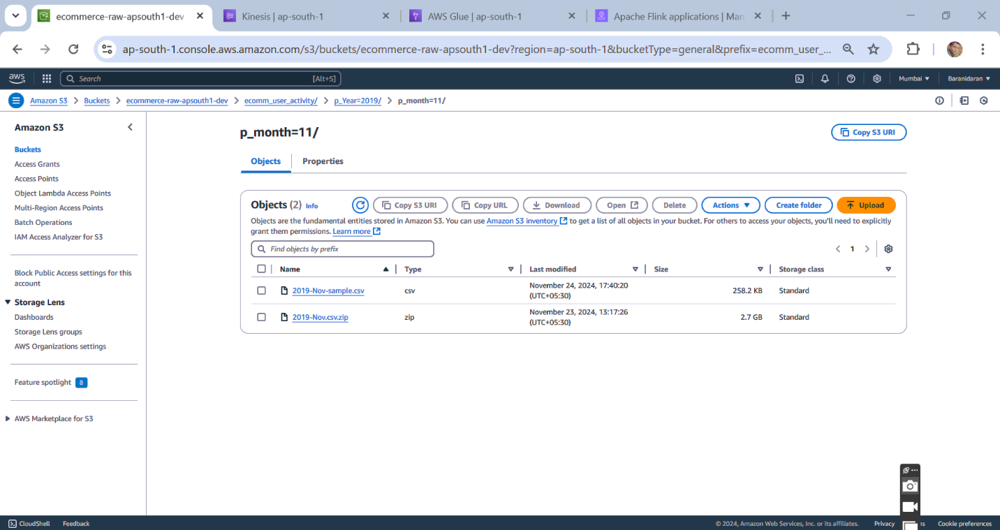 ecommerce-raw-apsouth1-dev
Kinesis | ap-south-1
AWS Glue | ap-south-1
Apache Flink applications | Man
ap-south-1.console.aws.amazon.com/s3/buckets/ecommerce-raw-apsouth1-dev?region=ap-south-1&bucketType=general&prefix=ecomm_user_...
aws
Search
[Alt+S]
Mumbai
Baranidaran
Amazon S3
Buckets
ecommerce-raw-apsouth1-dev
ecomm_user_activity/
p_Year=2019/
p_month=11/
Amazon S3
Buckets
Access Grants
Access Points
Object Lambda Access Points
Multi-Region Access Points
Batch Operations
IAM Access Analyzer for S3
Block Public Access settings for this
account
Storage Lens
Dashboards
Storage Lens groups
AWS Organizations settings
Feature spotlight 8
AWS Marketplace for S3
p_month=11/
Copy S3 URI
Objects
Properties
Objects (2) Info
Copy S3 URI
Copy URL
Download
Open
Delete
Actions
Create folder
Upload
Objects are the fundamental entities stored in Amazon S3. You can use Amazon S3 inventory to get a list of all objects in your bucket. For others to access your objects, you'll need to explicitly
grant them permissions. Learn more
Find objects by prefix
1
Name
Type
Last modified
Size
Storage class
2019-Nov-sample.csv
csv
November 24, 2024, 17:40:20
(UTC+05:30)
258.2 KB
Standard
2019-Nov.csv.zip
zip
November 23, 2024, 13:17:26
(UTC+05:30)
2.7 GB
Standard
CloudShell
Feedback
© 2024, Amazon Web Services, Inc. or its affiliates.
Privacy
Cookie preferences